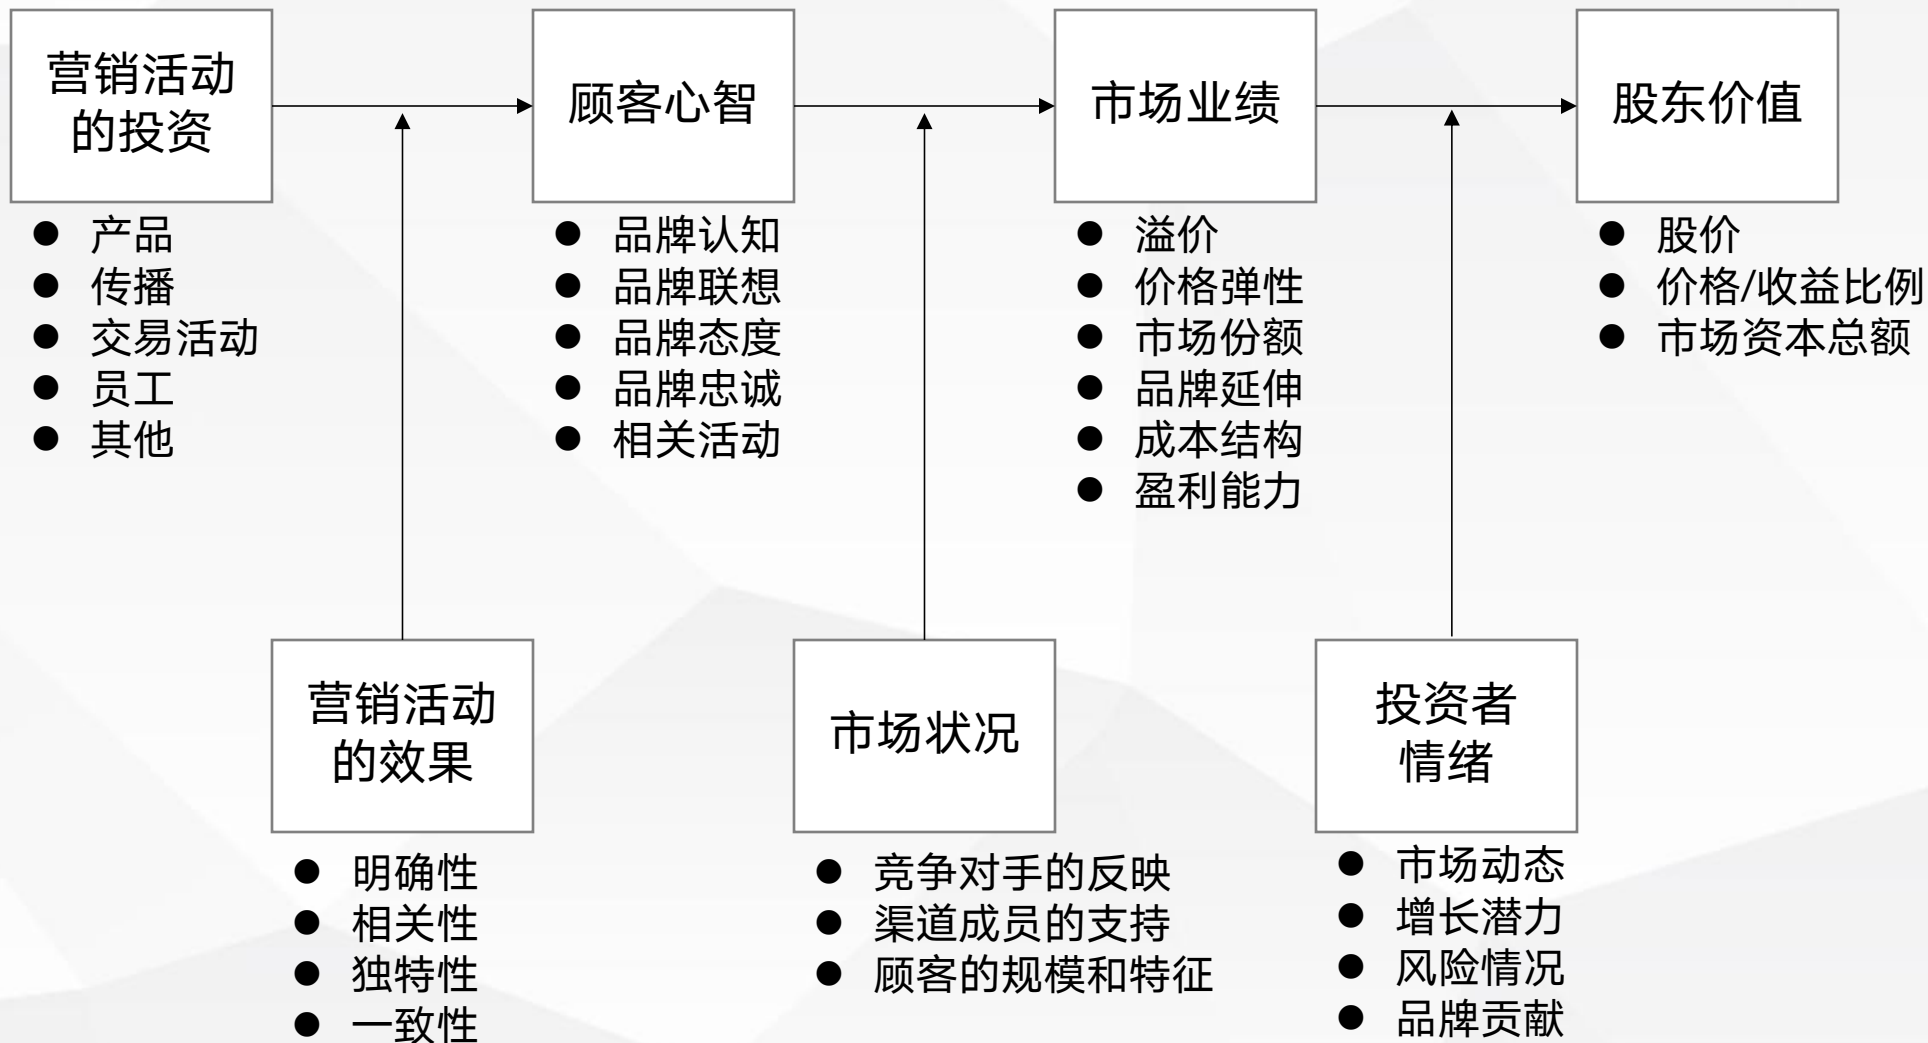 营销活动
的投资
顾客心智
市场业绩
股东价值
产品
传播
交易活动
员工
其他
品牌认知
品牌联想
品牌态度
品牌忠诚
相关活动
溢价
价格弹性
市场份额
品牌延伸
成本结构
盈利能力
股价
价格/收益比例
市场资本总额
营销活动
的效果
市场状况
投资者
情绪
明确性
相关性
独特性
一致性
竞争对手的反映
渠道成员的支持
顾客的规模和特征
市场动态
增长潜力
风险情况
品牌贡献